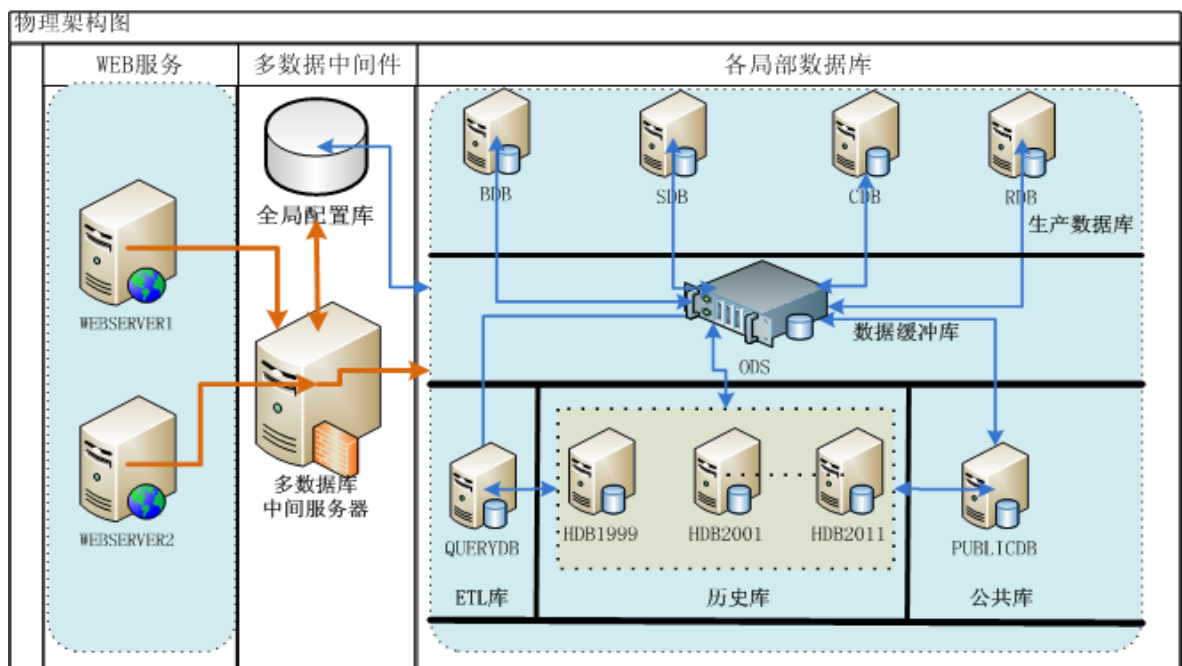 物理架构图
WEB服务
多数据中间件
各局部数据库
BDB
SDB
CDB
RDB
生产数据库
全局配置库
WEBSERVER1
数据缓冲库
ODS
WEBSERVER2
多数据库
中间服务器
QUERYDB
HDB1999
HDB2001
HDB2011
PUBLICDB
ETL库
历史库
公共库